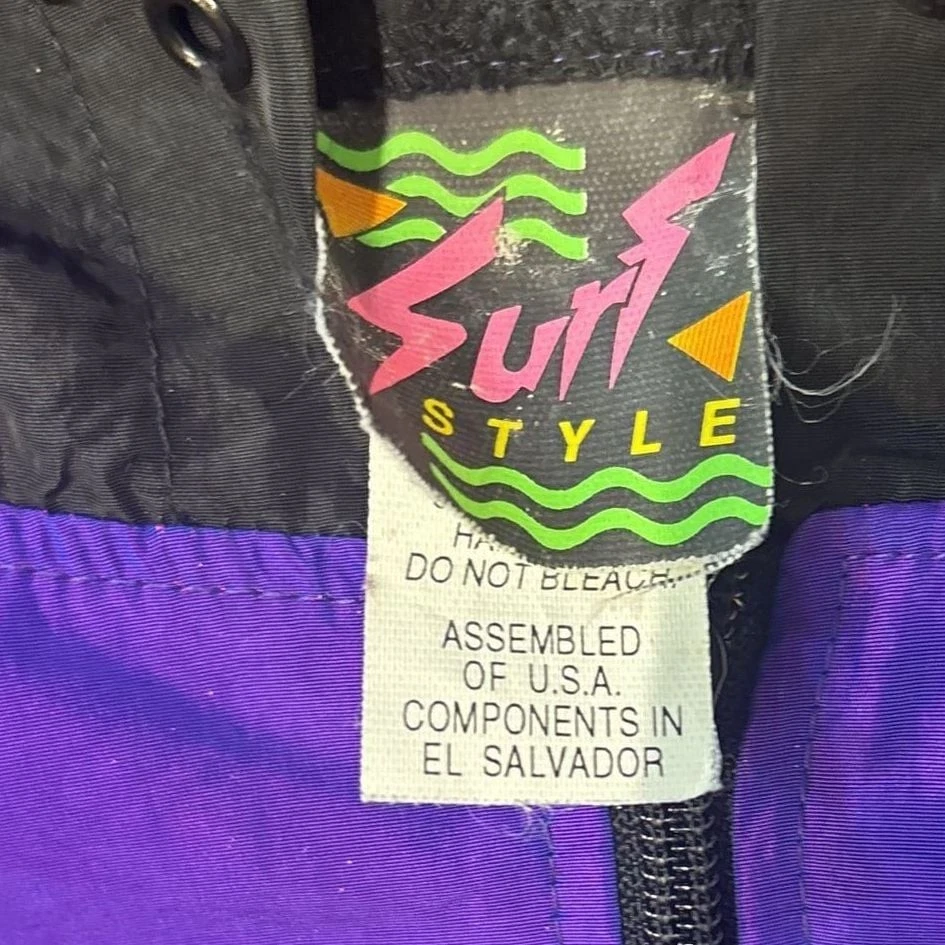 Surf
STYLE
DO NOT BLEACH
ASSEMBLED
OF U.S.A.
COMPONENTS IN
EL SALVADOR